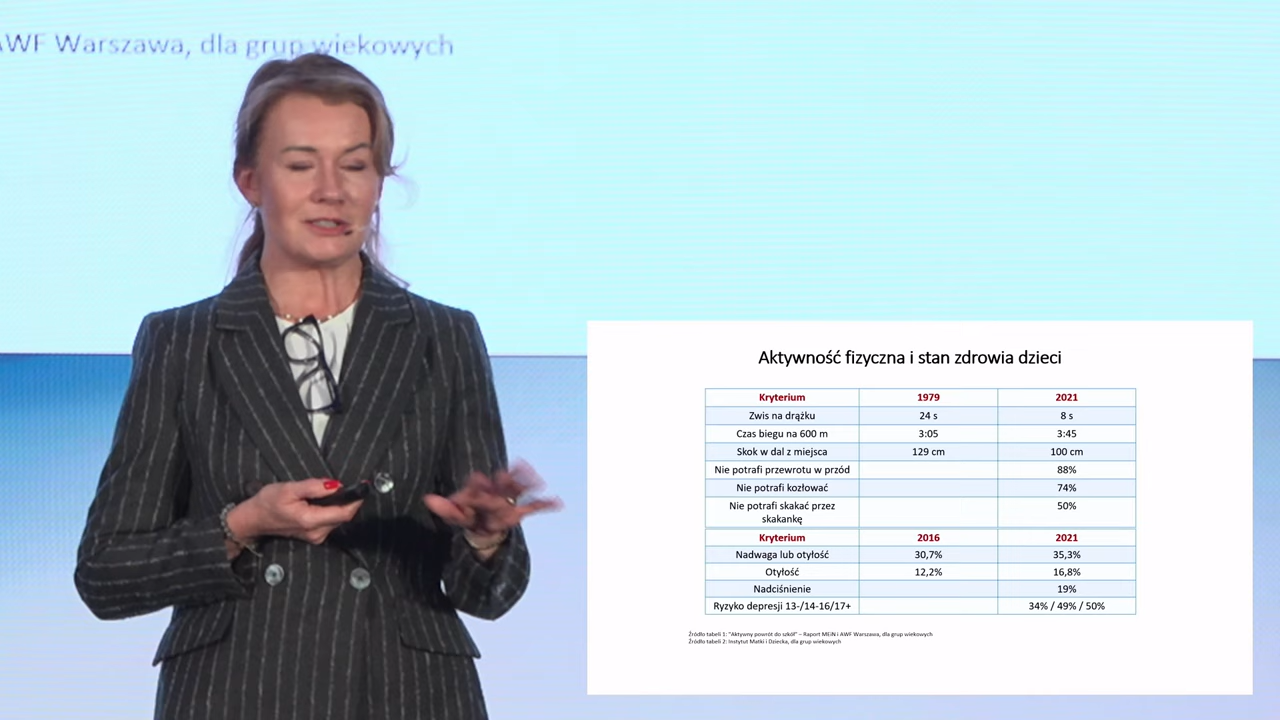 AWF Warszawa, dla grup wiekowych
Aktywność fizyczna i stan zdrowia dzieci
Kryterium 1979 2021
Zwis na drążku 24 s 8 s
Czas biegu na 600 m 3:05 3:45
Skok w dal z miejsca 129 cm 100 cm
Nie potrafi przewrotu w przód 88%
Nie potrafi kozłować 74%
Nie potrafi skakać przez
skakankę 50%
Kryterium 2016 2021
Nadwaga lub otyłość 30,7% 35,3%
Otyłość 12,2% 16,8%
Nadciśnienie 19%
Ryzyko depresji 13-/14-16/17+ 34% / 49% / 50%
Źródło tabeli 1: "Aktywny powrót do szkół" – Raport MEiN i AWF Warszawa, dla grup wiekowych
Źródło tabeli 2: Instytut Matki i Dziecka, dla grup wiekowych